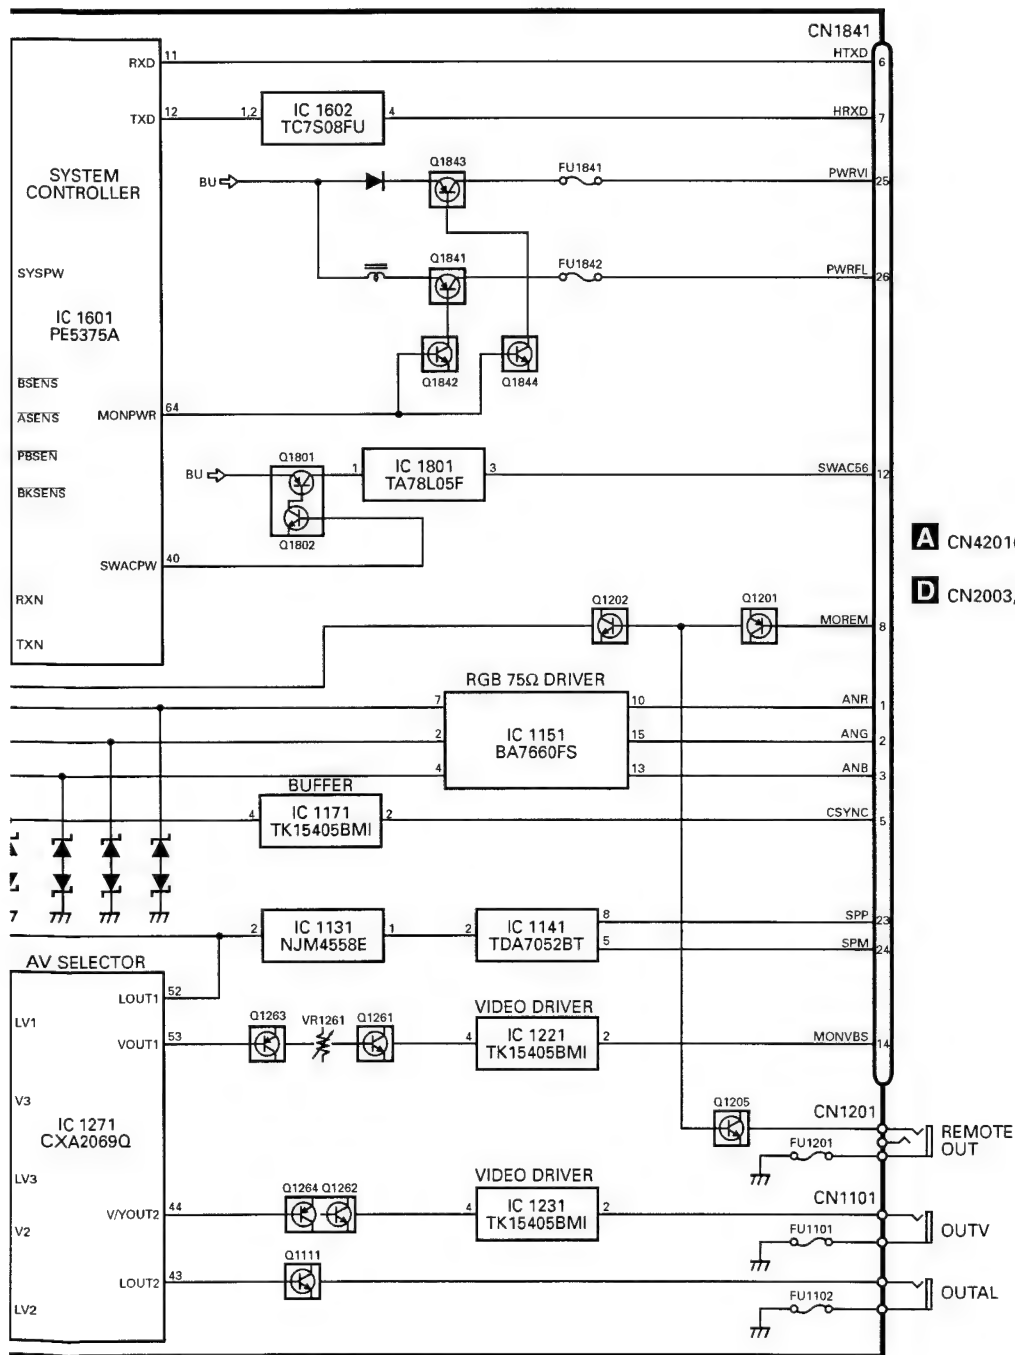 CN1841
RXD 11 HTXD 6
TXD 12 1,2 IC 1602 4 HRXD 7
TC7S08FU
SYSTEM
CONTROLLER
BU Q1843 FU1841 PWRVI 25
SYSPW Q1841 FU1842 PWRFL 26
IC 1601
PE5375A
Q1842 Q1844
BSENS
ASENS MONPWR 64
PBSEN
BKSENS
BU Q1801 1 IC 1801 3 SWAC56 12
TA78L05F
Q1802
SWACPW 40
A CN4201
D CN2003,
RXN
TXN
Q1202 Q1201 MOREM 8
RGB 75Ω DRIVER
7 10 ANR 1
2 IC 1151 15 ANG 2
BA7660FS
4 13 ANB 3
BUFFER
4 IC 1171 2 CSYNC 5
TK15405BMI
2 IC 1131 1 2 IC 1141 8 SPP 23
NJM4558E TDA7052BT 5 SPM 24
AV SELECTOR
LOUT1 52
LV1
VOUT1 53 Q1263 VR1261 Q1261
VIDEO DRIVER
4 IC 1221 2 MONVBS 14
TK15405BMI
V3
IC 1271
CXA2069Q
Q1205 CN1201
FU1201 REMOTE
OUT
LV3
VIDEO DRIVER
V/YOUT2 44 Q1264 Q1262 4 IC 1231 2 CN1101
TK15405BMI
V2
FU1101 OUTV
LOUT2 43 Q1111
LV2
FU1102 OUTAL